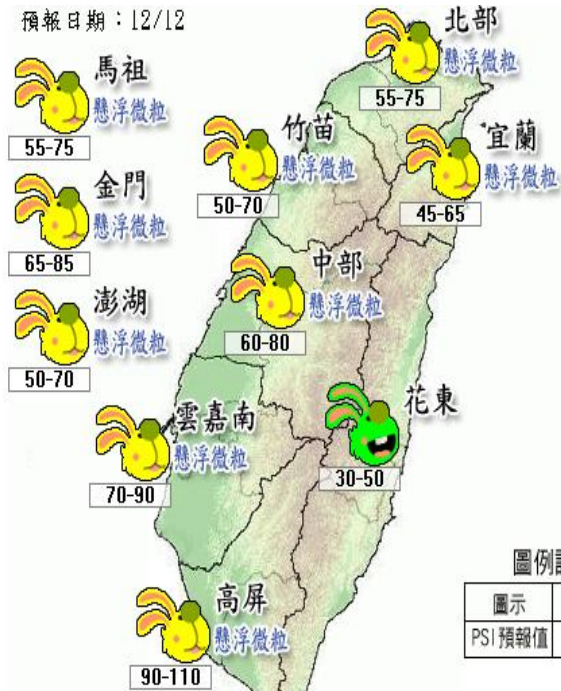 預報日期：12/12
馬祖
懸浮微粒
55-75
金門
懸浮微粒
65-85
澎湖
懸浮微粒
50-70
北部
懸浮微粒
55-75
竹苗
懸浮微粒
50-70
宜蘭
懸浮微粒
45-65
中部
懸浮微粒
60-80
雲嘉南
懸浮微粒
70-90
花東
30-50
高屏
懸浮微粒
90-110
圖例
圖示
PSI預報值